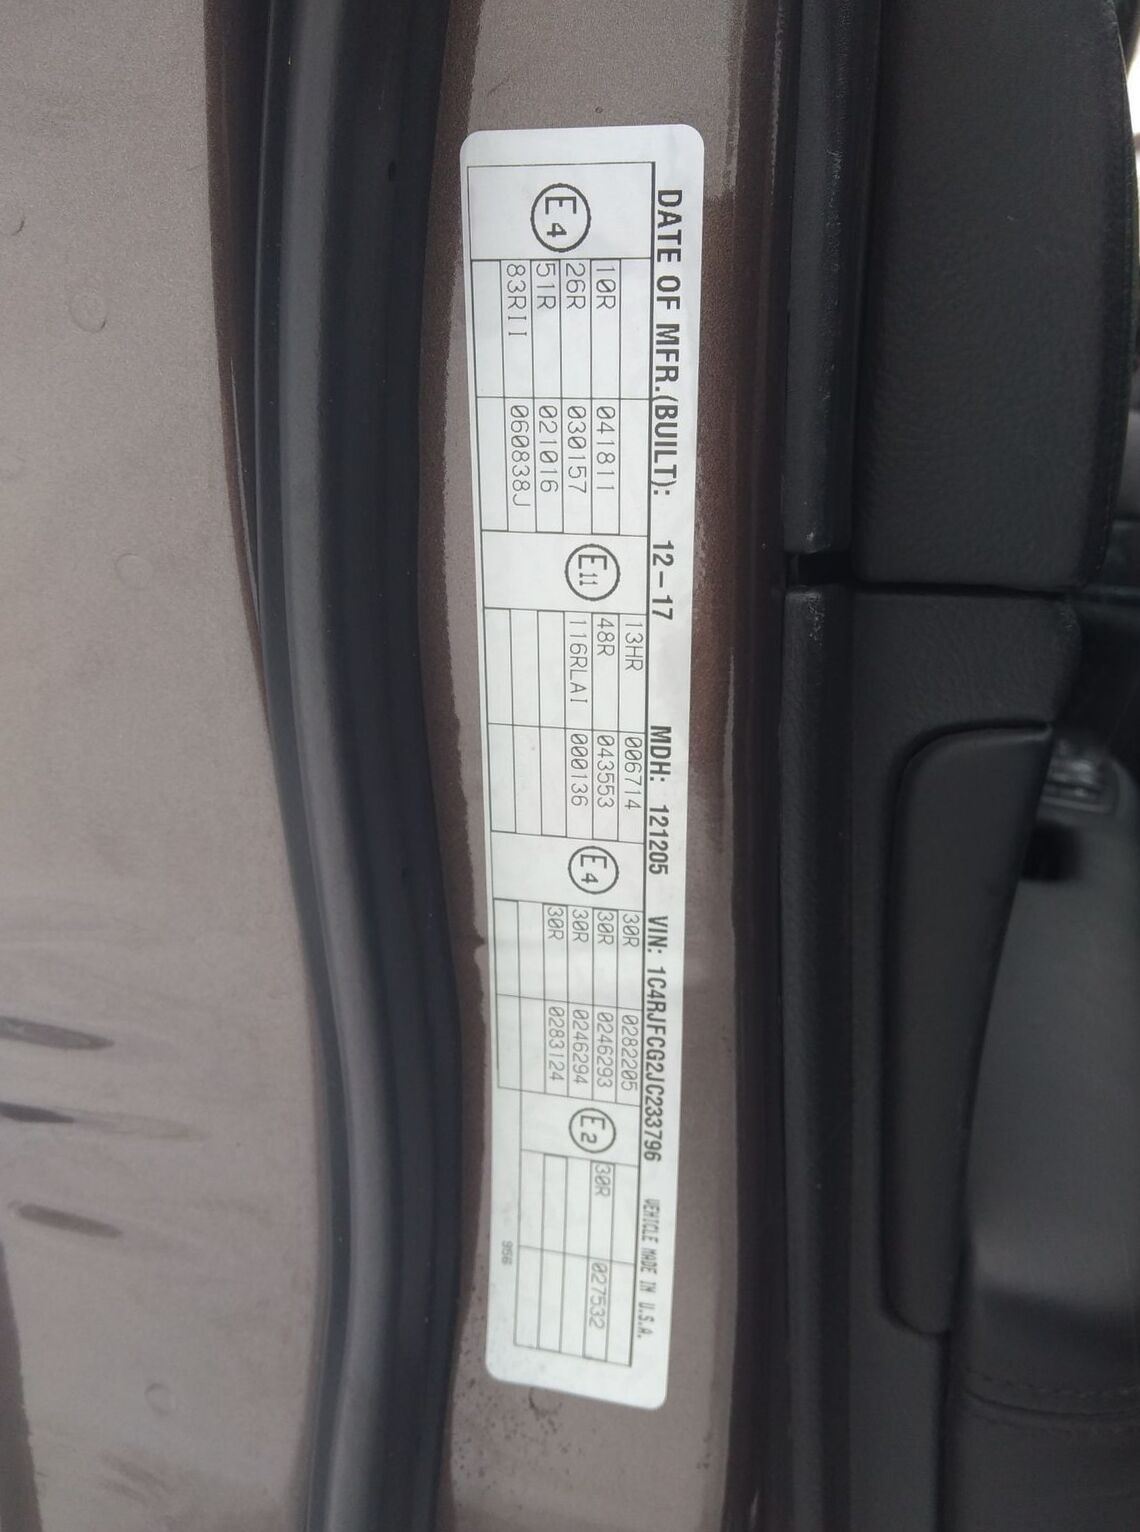 DATE OF MFR.(BUILT): 12-17 MDH: 121205 VIN: 1C4RJFCG2JC233796 VEHICLE MADE IN U.S.A.
13HR 006714 30R 0282205
E4 10R 041811 E11 48R 043553 E4 30R 0246293 E2 30R 027532
26R 030157 116RLAI 000136 30R 0246294
51R 021016 30R 0283124
83RII 060838J
956